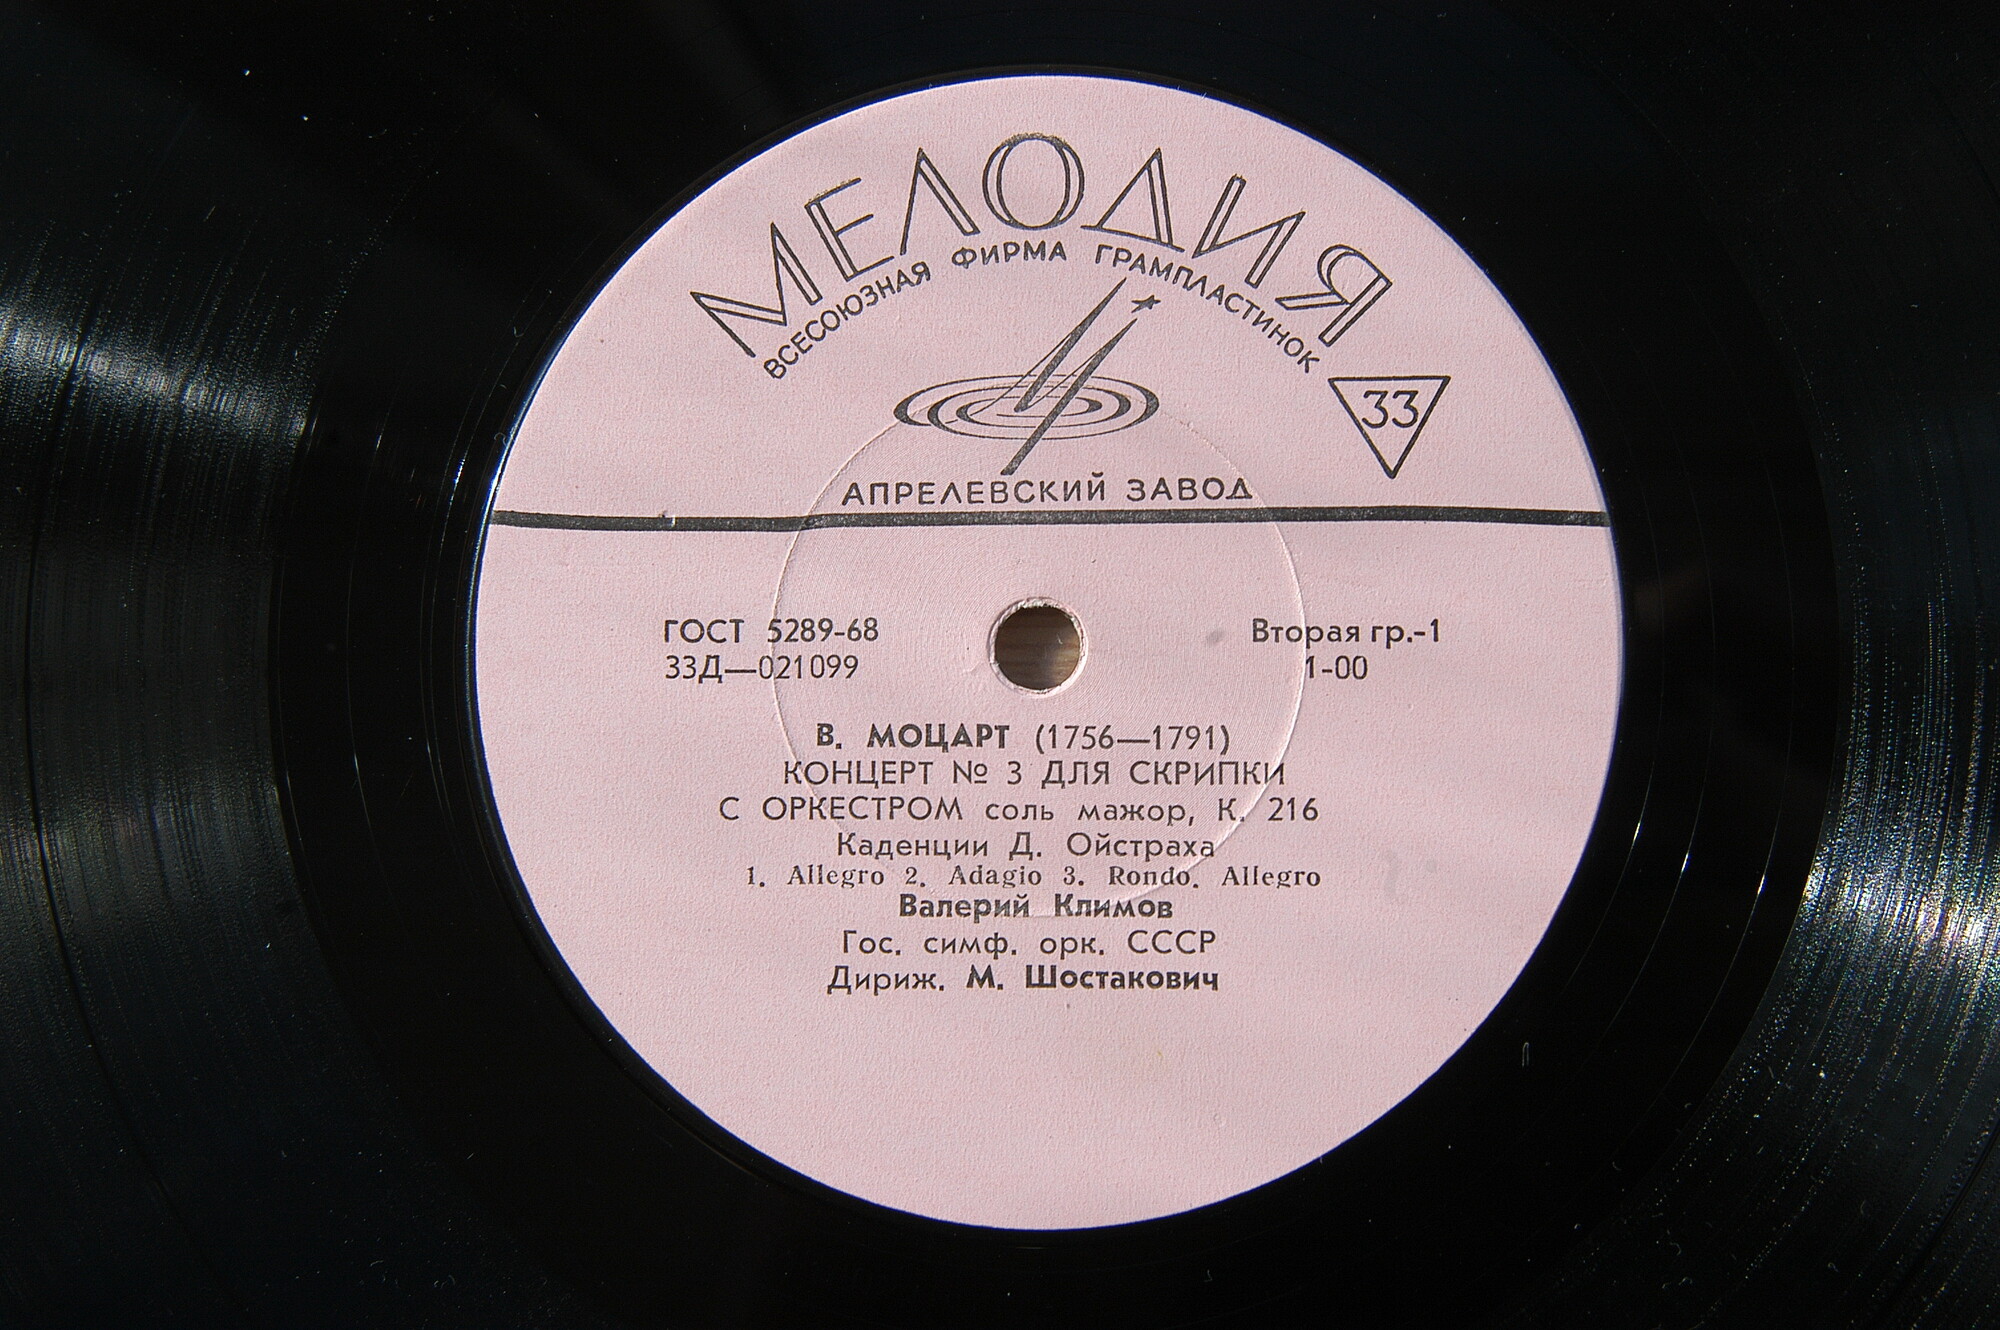 МЕЛОДИЯ
ВСЕСОЮЗНАЯ ФИРМА ГРАМПЛАСТИНОК
33
АПРЕЛЕВСКИЙ ЗАВОД
ГОСТ 5289-68 Вторая гр.-1
33Д—021099 1-00
В. МОЦАРТ (1756—1791)
КОНЦЕРТ № 3 ДЛЯ СКРИПКИ
С ОРКЕСТРОМ соль мажор, К. 216
Каденции Д. Ойстраха
1. Allegro 2. Adagio 3. Rondo. Allegro
Валерий Климов
Гос. симф. орк. СССР
Дириж. М. Шостакович